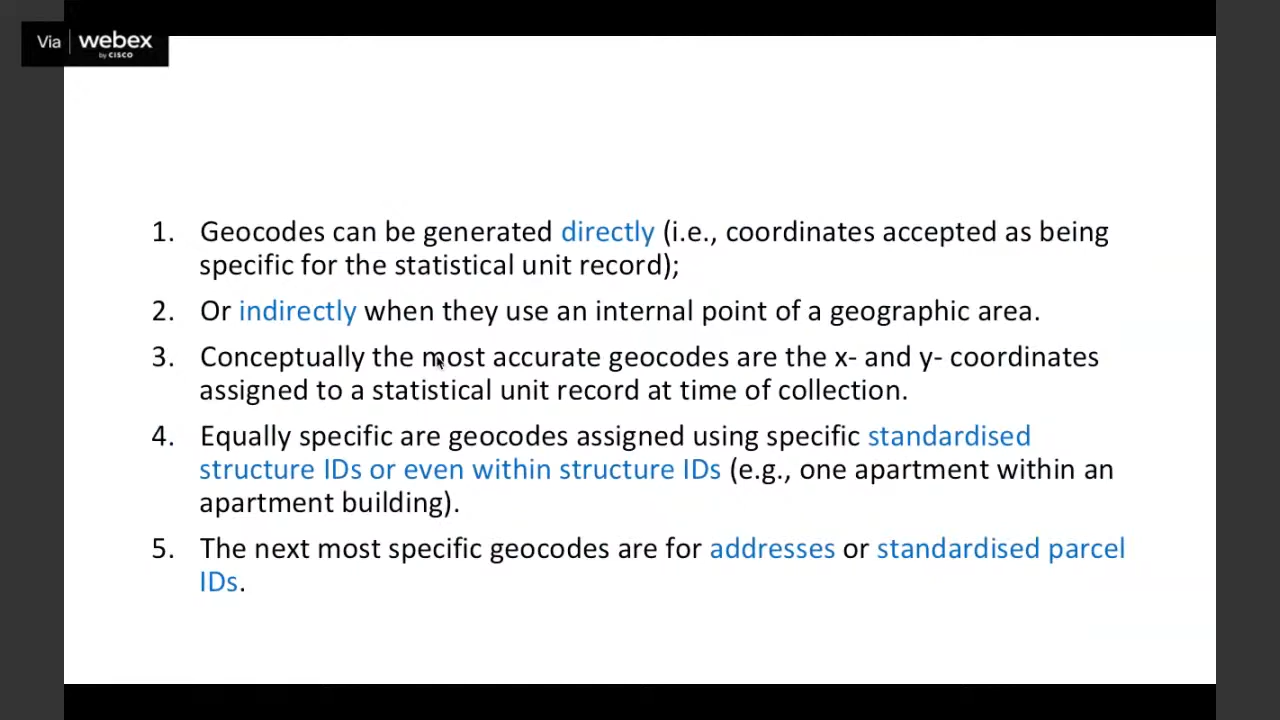 Via webex
by CISCO
1. Geocodes can be generated directly (i.e., coordinates accepted as being
specific for the statistical unit record);
2. Or indirectly when they use an internal point of a geographic area.
3. Conceptually the most accurate geocodes are the x- and y- coordinates
assigned to a statistical unit record at time of collection.
4. Equally specific are geocodes assigned using specific standardised
structure IDs or even within structure IDs (e.g., one apartment within an
apartment building).
5. The next most specific geocodes are for addresses or standardised parcel
IDs.